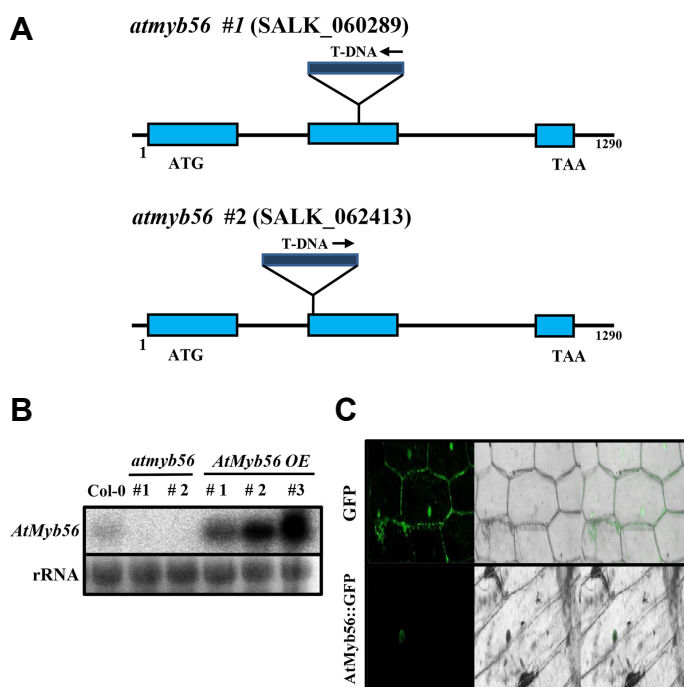 A
atmyb56 #1 (SALK_060289)
T-DNA
1
ATG
TAA
1290
atmyb56 #2 (SALK_062413)
T-DNA
1
ATG
TAA
1290
B
atmyb56 AtMyb56 OE
Col-0 #1 # 2 # 1 # 2 #3
AtMyb56
rRNA
C
GFP
AtMyb56::GFP